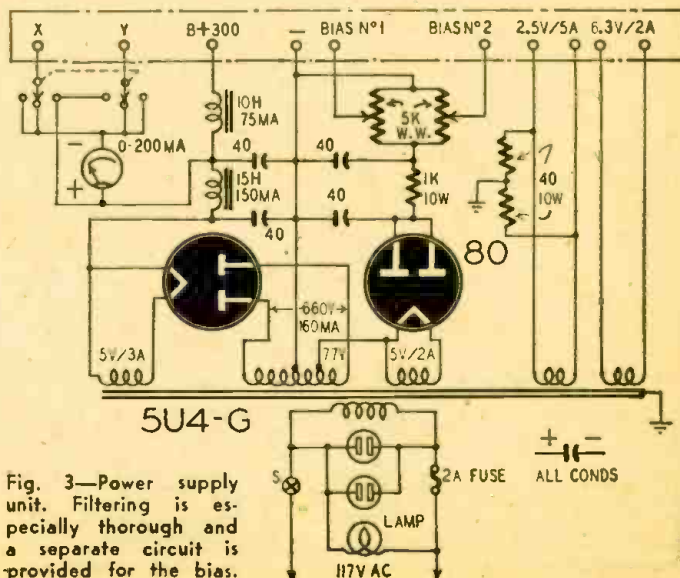 X Y B+300 — BIAS Nº1 BIAS Nº2 2.5V/5A 6.3V/2A
10H
75MA
5K
W.W.
- 0-200MA
+
40 40
15H
150MA
1K
10W
40
10W
40 40
80
660V
160MA
5V/3A 77V 5V/2A
5U4-G
+ -
ALL CONDS
S 2A FUSE
LAMP
117V AC
Fig. 3—Power supply
unit. Filtering is es-
pecially thorough and
a separate circuit is
provided for the bias.